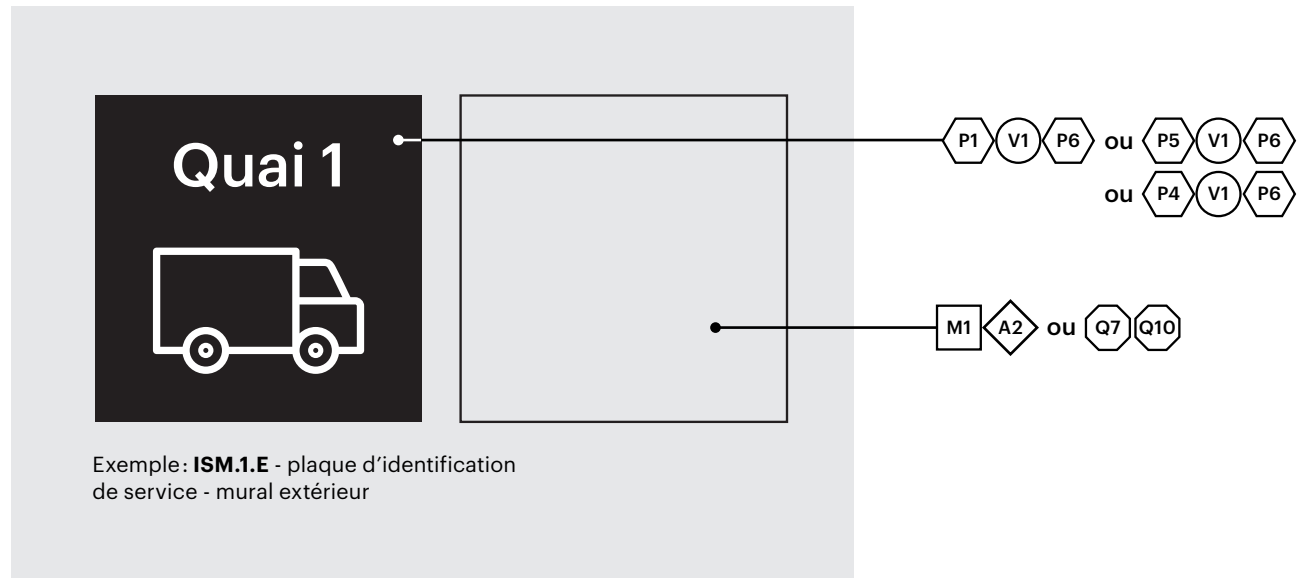 Quai 1
P1 V1 P6 ou P5 V1 P6
ou P4 V1 P6
M1 A2 ou Q7 Q10
Exemple : ISM.1.E - plaque d’identification
de service - mural extérieur